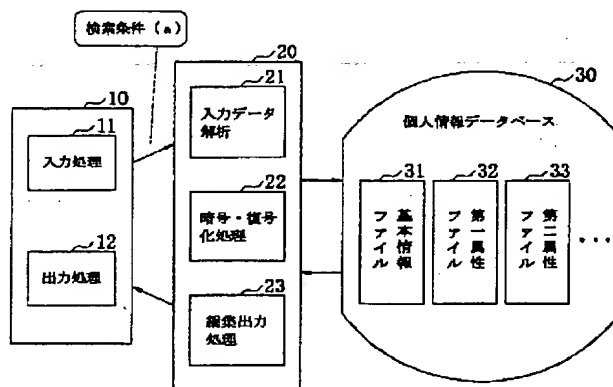 検索条件(a)
10
11
入力処理
12
出力処理
20
21
入力データ
解析
22
暗号・復号
化処理
23
編集出力
処理
30
個人情報データベース
31
基本情報
ファイル
32
第一属性
ファイル
33
第二属性
ファイル
・・・